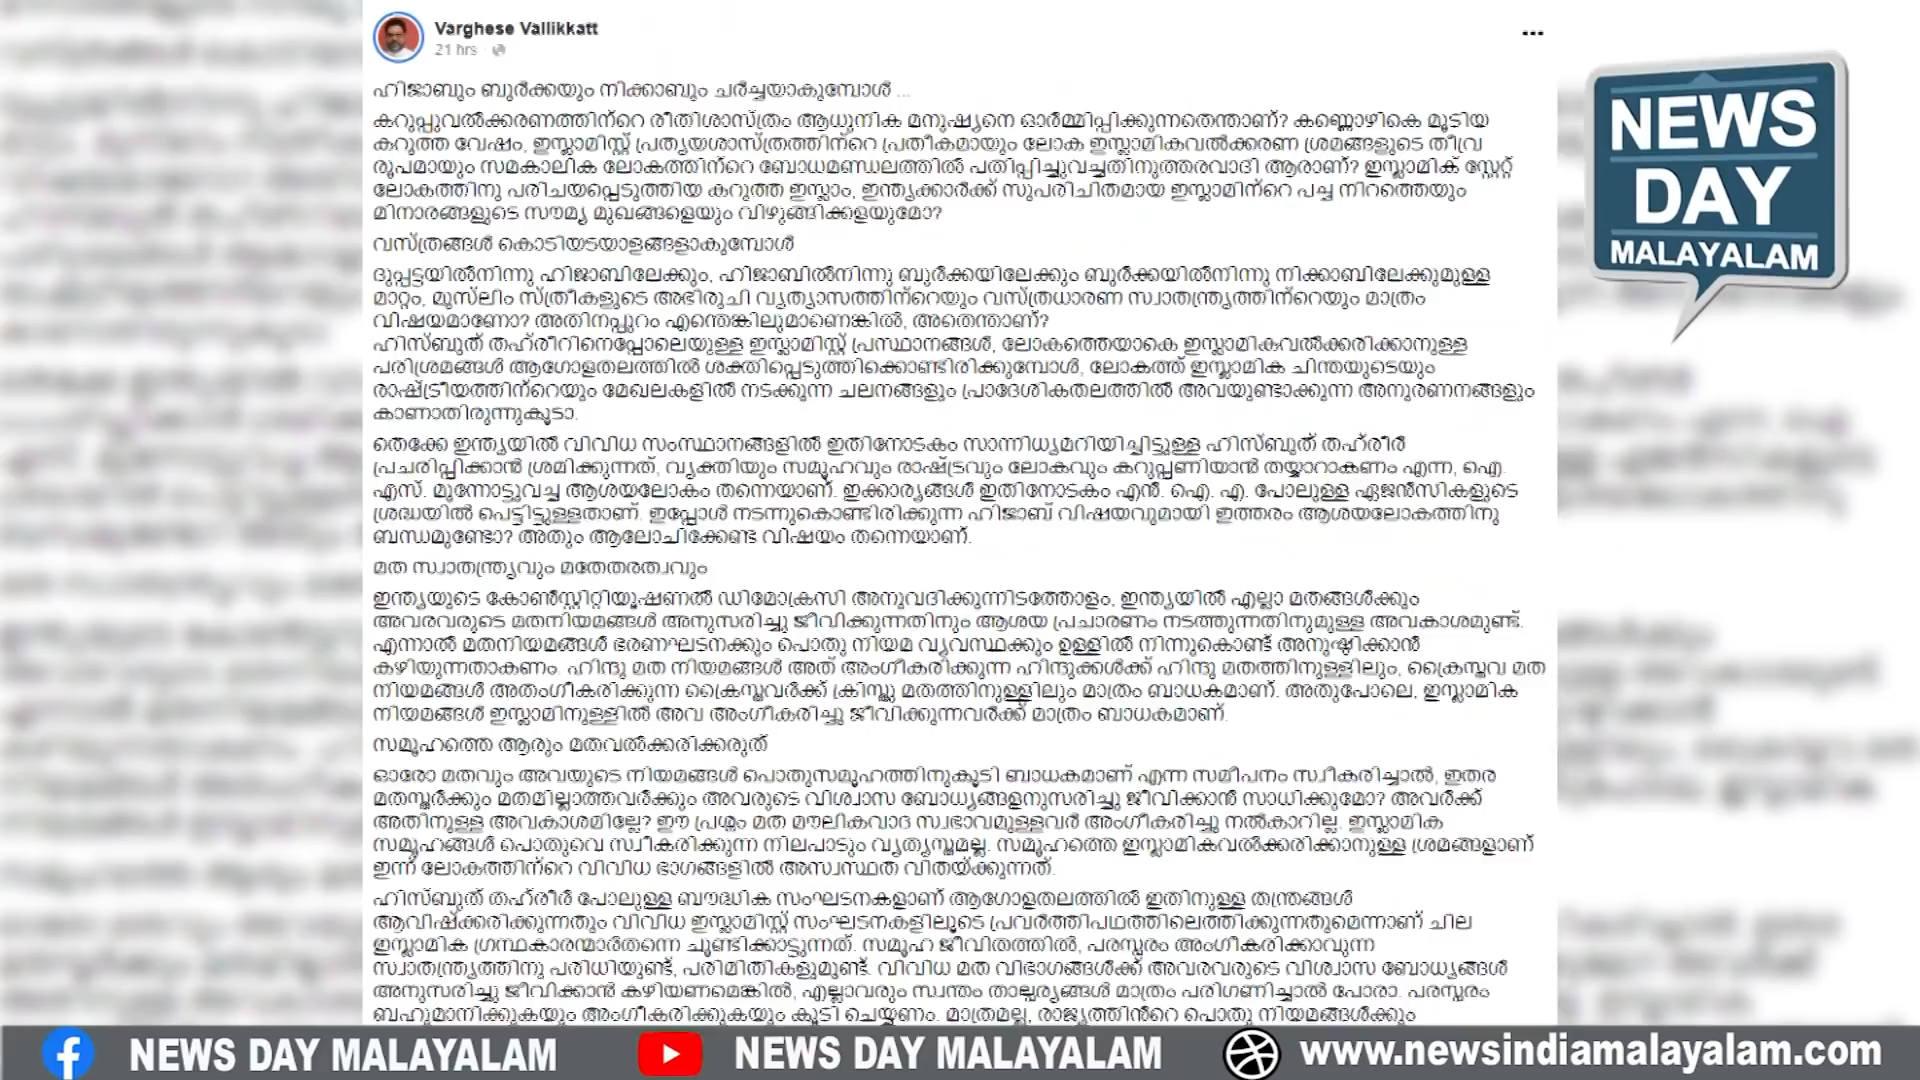 Varghese Vallikkatt
21 hrs
ഹിജാബും ബുർക്കയും നിക്കാബും ചർച്ചയാകുമ്പോൾ ...
കറുപ്പുവൽക്കരണത്തിന്റെ രീതിശാസ്ത്രം ആധുനിക മനുഷ്യനെ ഓർമ്മിപ്പിക്കുന്നതെന്താണ്? കണ്ണൊഴികെ മൂടിയ
കറുത്ത വേഷം, ഇസ്ലാമിസ്റ്റ് പ്രത്യയശാസ്ത്രത്തിന്റെ പ്രതീകമായും ലോക ഇസ്ലാമികവൽക്കരണ ശ്രമങ്ങളുടെ തീവ്ര
രൂപമായും സമകാലിക ലോകത്തിന്റെ ബോധമണ്ഡലത്തിൽ പതിപ്പിച്ചുവച്ചതിനുത്തരവാദി ആരാണ്? ഇസ്ലാമിക് സ്റ്റേറ്റ്
ലോകത്തിനു പരിചയപ്പെടുത്തിയ കറുത്ത ഇസ്ലാം, ഇന്ത്യക്കാർക്ക് സുപരിചിതമായ ഇസ്ലാമിന്റെ പച്ച നിറത്തെയും
മിനാരങ്ങളുടെ സൗമ്യ മുഖങ്ങളെയും വിഴുങ്ങിക്കളയുമോ?
വസ്ത്രങ്ങൾ കൊടിയടയാളങ്ങളാകുമ്പോൾ
ദുപ്പട്ടയിൽനിന്നു ഹിജാബിലേക്കും, ഹിജാബിൽനിന്നു ബുർക്കയിലേക്കും ബുർക്കയിൽനിന്നു നിക്കാബിലേക്കുമുള്ള
മാറ്റം, മുസ്‌ലിം സ്ത്രീകളുടെ അഭിരുചി വ്യത്യാസത്തിന്റെയും വസ്ത്രധാരണ സ്വാതന്ത്ര്യത്തിന്റെയും മാത്രം
വിഷയമാണോ? അതിനപ്പുറം എന്തെങ്കിലുമാണെങ്കിൽ, അതെന്താണ്?
ഹിസ്ബുത് തഹ്‌രീറിനെപ്പോലെയുള്ള ഇസ്ലാമിസ്റ്റ് പ്രസ്ഥാനങ്ങൾ, ലോകത്തെയാകെ ഇസ്ലാമികവൽക്കരിക്കാനുള്ള
പരിശ്രമങ്ങൾ ആഗോളതലത്തിൽ ശക്തിപ്പെടുത്തിക്കൊണ്ടിരിക്കുമ്പോൾ, ലോകത്ത് ഇസ്ലാമിക ചിന്തയുടെയും
രാഷ്ട്രീയത്തിന്റെയും മേഖലകളിൽ നടക്കുന്ന ചലനങ്ങളും പ്രാദേശികതലത്തിൽ അവയുണ്ടാക്കുന്ന അനുരണനങ്ങളും
കാണാതിരുന്നുകൂടാ.
തെക്കേ ഇന്ത്യയിൽ വിവിധ സംസ്ഥാനങ്ങളിൽ ഇതിനോടകം സാന്നിധ്യമറിയിച്ചിട്ടുള്ള ഹിസ്ബുത് തഹ്‌രീർ
പ്രചരിപ്പിക്കാൻ ശ്രമിക്കുന്നത്, വ്യക്തിയും സമൂഹവും രാഷ്ട്രവും ലോകവും കറുപ്പണിയാൻ തയ്യാറാകണം എന്ന, ഐ.
എസ്. മുന്നോട്ടുവച്ച ആശയലോകം തന്നെയാണ്. ഇക്കാര്യങ്ങൾ ഇതിനോടകം എൻ. ഐ. എ. പോലുള്ള ഏജൻസികളുടെ
ശ്രദ്ധയിൽ പെട്ടിട്ടുള്ളതാണ്. ഇപ്പോൾ നടന്നുകൊണ്ടിരിക്കുന്ന ഹിജാബ് വിഷയവുമായി ഇത്തരം ആശയലോകത്തിനു
ബന്ധമുണ്ടോ? അതും ആലോചിക്കേണ്ട വിഷയം തന്നെയാണ്.
മത സ്വാതന്ത്ര്യവും മതേതരത്വവും
ഇന്ത്യയുടെ കോൺസ്റ്റിറ്റിയൂഷണൽ ഡിമോക്രസി അനുവദിക്കുന്നിടത്തോളം, ഇന്ത്യയിൽ എല്ലാ മതങ്ങൾക്കും
അവരവരുടെ മതനിയമങ്ങൾ അനുസരിച്ചു ജീവിക്കുന്നതിനും ആശയ പ്രചാരണം നടത്തുന്നതിനുമുള്ള അവകാശമുണ്ട്.
എന്നാൽ മതനിയമങ്ങൾ ഭരണഘടനക്കും പൊതു നിയമ വ്യവസ്ഥക്കും ഉള്ളിൽ നിന്നുകൊണ്ട് അനുഷ്ഠിക്കാൻ
കഴിയുന്നതാകണം. ഹിന്ദു മത നിയമങ്ങൾ അത് അംഗീകരിക്കുന്ന ഹിന്ദുക്കൾക്ക് ഹിന്ദു മതത്തിനുള്ളിലും, ക്രൈസ്തവ മത
നിയമങ്ങൾ അതംഗീകരിക്കുന്ന ക്രൈസ്തവർക്ക് ക്രിസ്തു മതത്തിനുള്ളിലും മാത്രം ബാധകമാണ്. അതുപോലെ, ഇസ്ലാമിക
നിയമങ്ങൾ ഇസ്ലാമിനുള്ളിൽ അവ അംഗീകരിച്ചു ജീവിക്കുന്നവർക്ക് മാത്രം ബാധകമാണ്.
സമൂഹത്തെ ആരും മതവൽക്കരിക്കരുത്
ഓരോ മതവും അവയുടെ നിയമങ്ങൾ പൊതുസമൂഹത്തിനുകൂടി ബാധകമാണ് എന്ന സമീപനം സ്വീകരിച്ചാൽ, ഇതര
മതസ്ഥർക്കും മതമില്ലാത്തവർക്കും അവരുടെ വിശ്വാസ ബോധ്യങ്ങളനുസരിച്ചു ജീവിക്കാൻ സാധിക്കുമോ? അവർക്ക്
അതിനുള്ള അവകാശമില്ലേ? ഈ പ്രശ്നം മത മൗലികവാദ സ്വഭാവമുള്ളവർ അംഗീകരിച്ചു നൽകാറില്ല. ഇസ്ലാമിക
സമൂഹങ്ങൾ പൊതുവെ സ്വീകരിക്കുന്ന നിലപാടും വ്യത്യസ്തമല്ല. സമൂഹത്തെ ഇസ്ലാമികവൽക്കരിക്കാനുള്ള ശ്രമങ്ങളാണ്
ഇന്ന് ലോകത്തിന്റെ വിവിധ ഭാഗങ്ങളിൽ അസ്വസ്ഥത വിതയ്ക്കുന്നത്.
ഹിസ്ബുത് തഹ്‌രീർ പോലുള്ള ബൗദ്ധിക സംഘടനകളാണ് ആഗോളതലത്തിൽ ഇതിനുള്ള തന്ത്രങ്ങൾ
ആവിഷ്ക്കരിക്കുന്നതും വിവിധ ഇസ്ലാമിസ്റ്റ് സംഘടനകളിലൂടെ പ്രവർത്തിപഥത്തിലെത്തിക്കുന്നതുമെന്നാണ് ചില
ഇസ്ലാമിക ഗ്രന്ഥകാരന്മാർതന്നെ ചൂണ്ടിക്കാട്ടുന്നത്. സമൂഹ ജീവിതത്തിൽ, പരസ്പരം അംഗീകരിക്കാവുന്ന
സ്വാതന്ത്ര്യത്തിനു പരിധിയുണ്ട്, പരിമിതികളുമുണ്ട്. വിവിധ മത വിഭാഗങ്ങൾക്ക് അവരവരുടെ വിശ്വാസ ബോധ്യങ്ങൾ
അനുസരിച്ചു ജീവിക്കാൻ കഴിയണമെങ്കിൽ, എല്ലാവരും സ്വന്തം താല്പര്യങ്ങൾ മാത്രം പരിഗണിച്ചാൽ പോരാ. പരസ്പരം
ബഹുമാനിക്കുകയും അംഗീകരിക്കുകയും കൂടി ചെയ്യണം. മാത്രമല്ല, രാജ്യത്തിൻറെ പൊതു നിയമങ്ങൾക്കും
NEWS
DAY
MALAYALAM
NEWS DAY MALAYALAM
NEWS DAY MALAYALAM
www.newsindiamalayalam.com